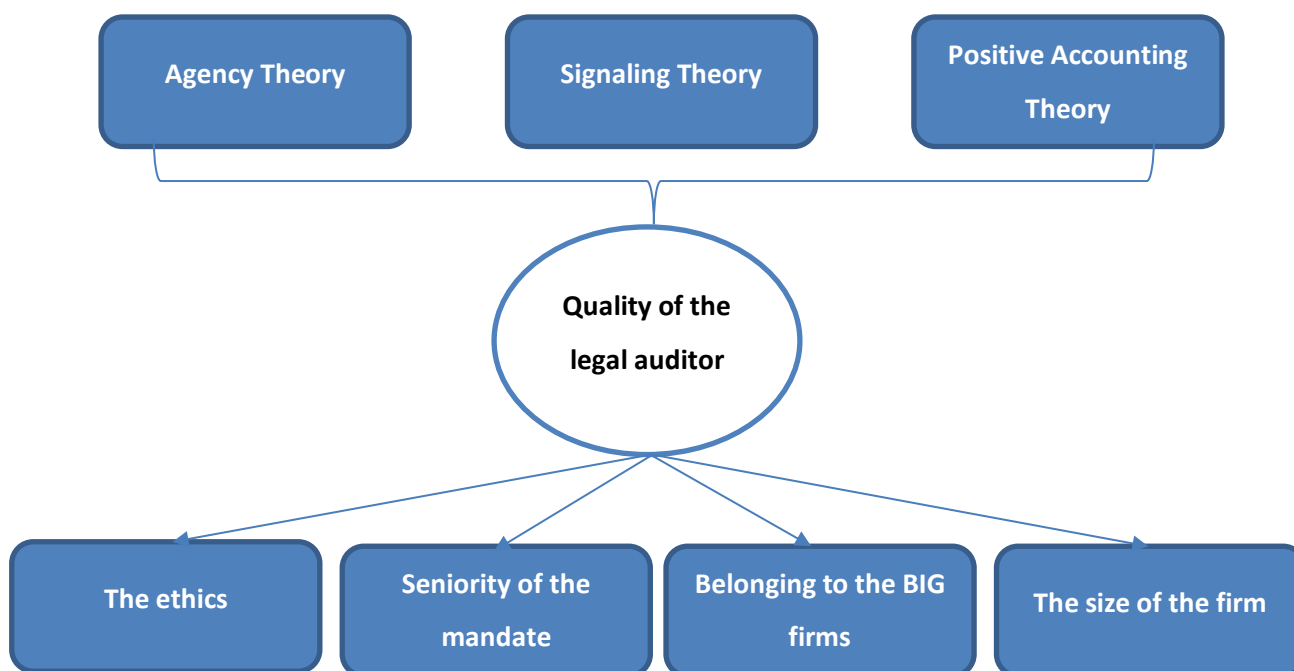 Agency Theory
Signaling Theory
Positive Accounting
Theory
Quality of the
legal auditor
The ethics
Seniority of the
mandate
Belonging to the BIG
firms
The size of the firm